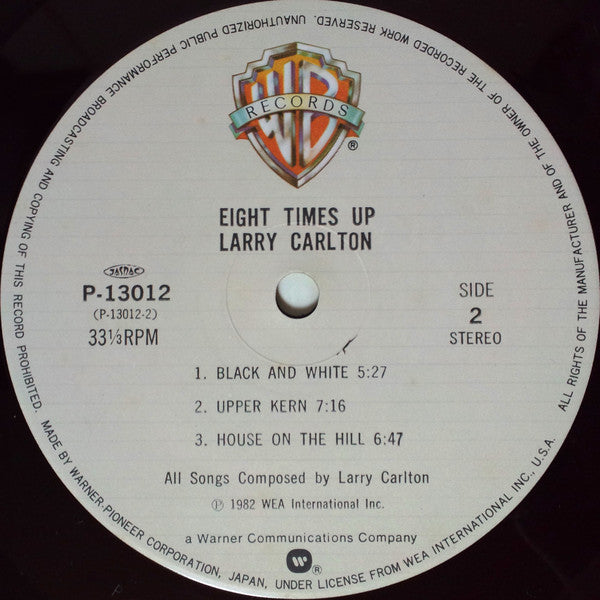 WB
RECORDS
®
EIGHT TIMES UP
LARRY CARLTON
JASRAC
P-13012
(P-13012-2)
33⅓RPM
SIDE
2
STEREO
1. BLACK AND WHITE 5:27
2. UPPER KERN 7:16
3. HOUSE ON THE HILL 6:47
All Songs Composed by Larry Carlton
Ⓟ 1982 WEA International Inc.
a Warner Communications Company
W®
ALL RIGHTS OF THE MANUFACTURER AND OF THE OWNER OF THE RECORDED WORK RESERVED. UNAUTHORIZED PUBLIC PERFORMANCE BROADCASTING AND COPYING OF THIS RECORD PROHIBITED. MADE BY WARNER-PIONEER CORPORATION, JAPAN, UNDER LICENSE FROM WEA INTERNATIONAL INC., U.S.A.